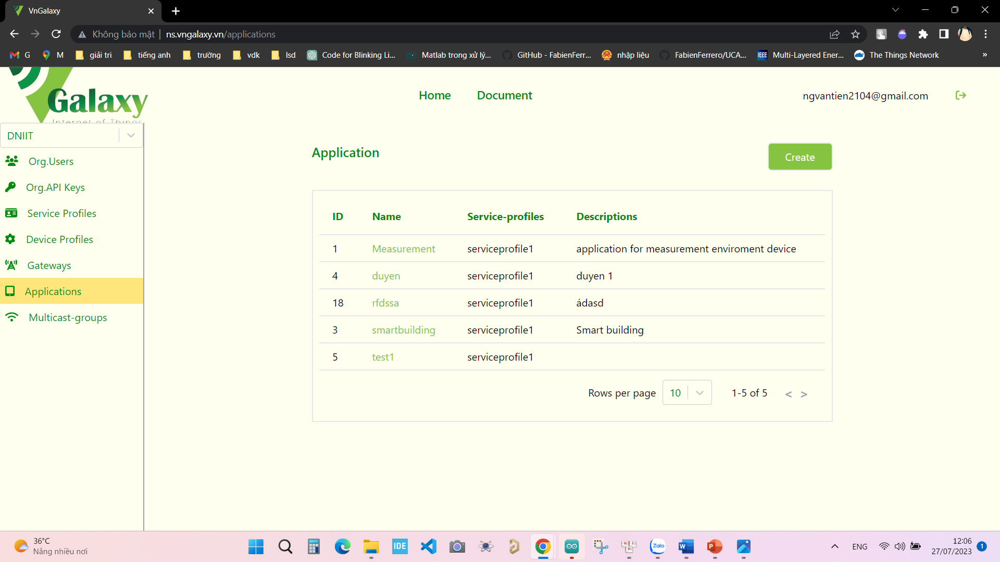 VnGalaxy
Không bảo mật | ns.vngalaxy.vn/applications
G M giải trí tiếng anh trường vdk lsd Code for Blinking Li... Matlab trong xử lý... GitHub - FabienFerr... nhập liệu FabienFerrero/UCA... IEEE Multi-Layered Ener... The Things Network »
Galaxy
Internet of Things
Home Document ngvantien2104@gmail.com
DNIIT
Org.Users
Org.API Keys
Service Profiles
Device Profiles
Gateways
Applications
Multicast-groups
Application Create
ID Name Service-profiles Descriptions
1 Measurement serviceprofile1 application for measurement enviroment device
4 duyen serviceprofile1 duyen 1
18 rfdssa serviceprofile1 ádasd
3 smartbuilding serviceprofile1 Smart building
5 test1 serviceprofile1
Rows per page 10 1-5 of 5 < >
36°C
Nắng nhiều nơi
IDE
Zalo
W
P
ENG
12:06
27/07/2023
1